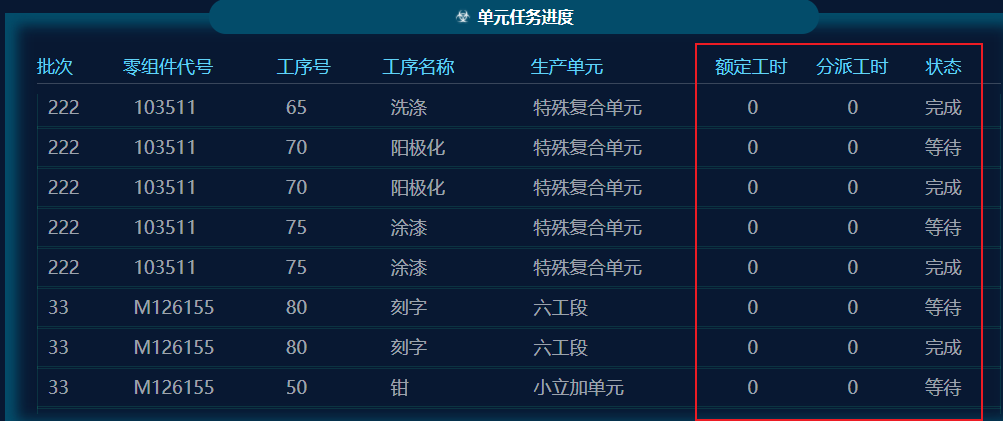 ☣ 单元任务进度
批次 零组件代号 工序号 工序名称 生产单元 额定工时 分派工时 状态
222 103511 65 洗涤 特殊复合单元 0 0 完成
222 103511 70 阳极化 特殊复合单元 0 0 等待
222 103511 70 阳极化 特殊复合单元 0 0 完成
222 103511 75 涂漆 特殊复合单元 0 0 等待
222 103511 75 涂漆 特殊复合单元 0 0 完成
33 M126155 80 刻字 六工段 0 0 等待
33 M126155 80 刻字 六工段 0 0 完成
33 M126155 50 钳 小立加单元 0 0 等待